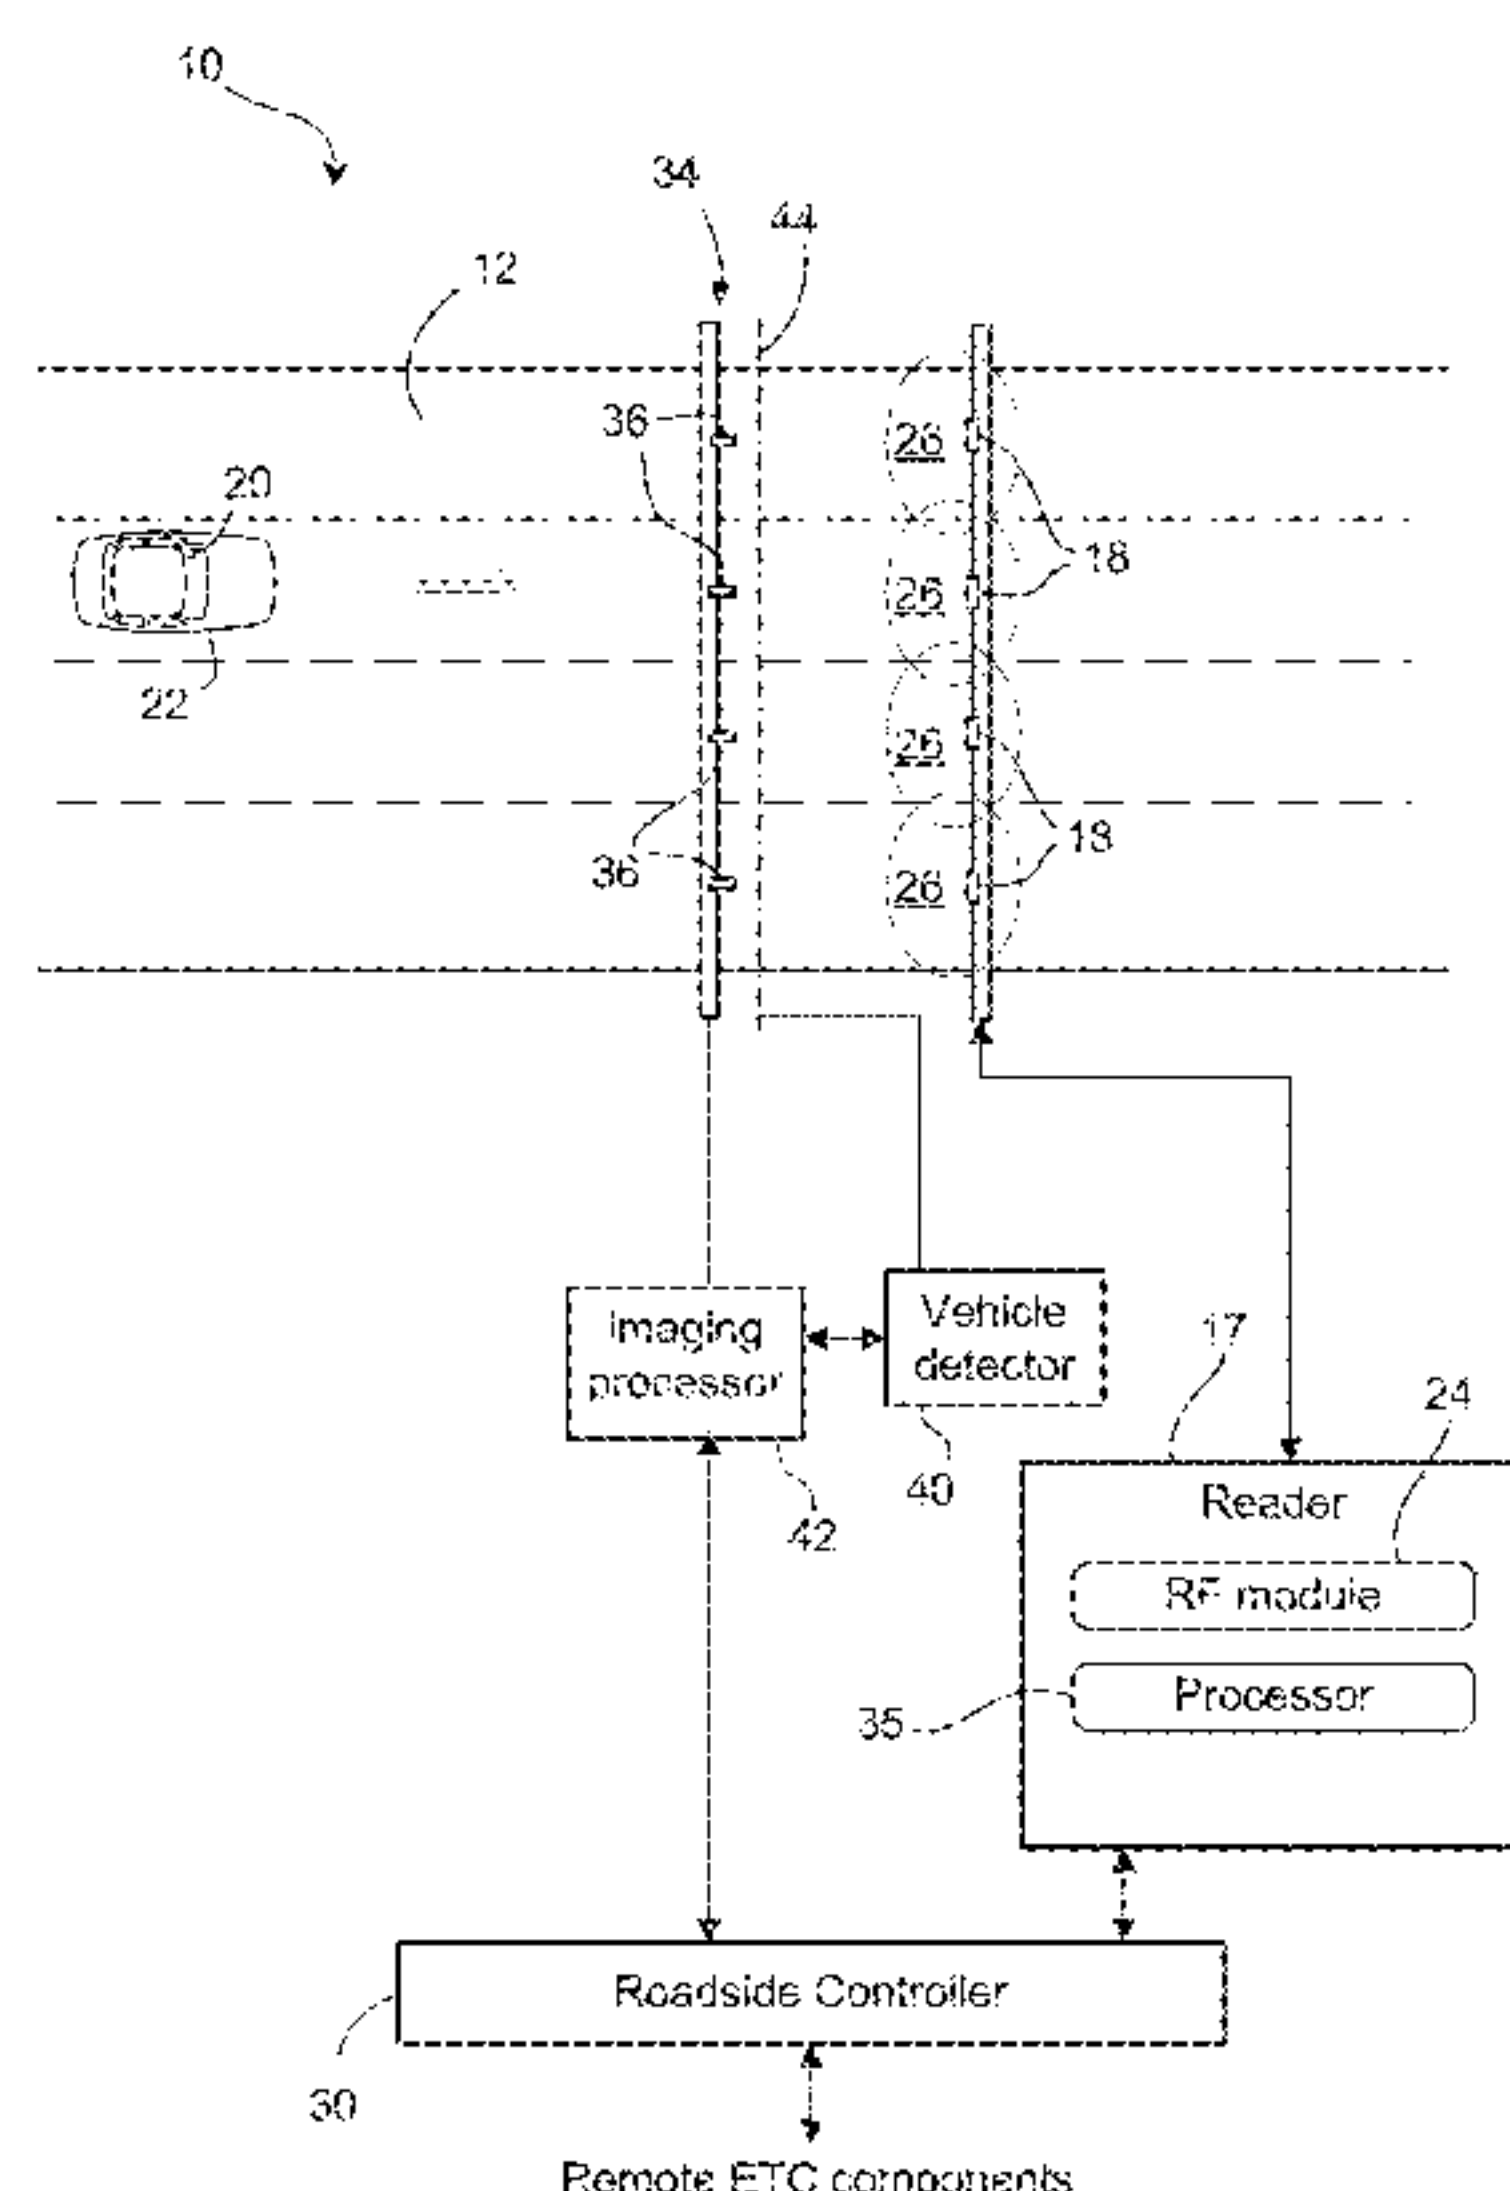 10
34
44
12
36
26
20
26
18
22
26
18
36
26
Imaging
processor
Vehicle
detector
17
24
40
42
Reader
RF module
35
Processor
Roadside Controller
30
Remote ETC components